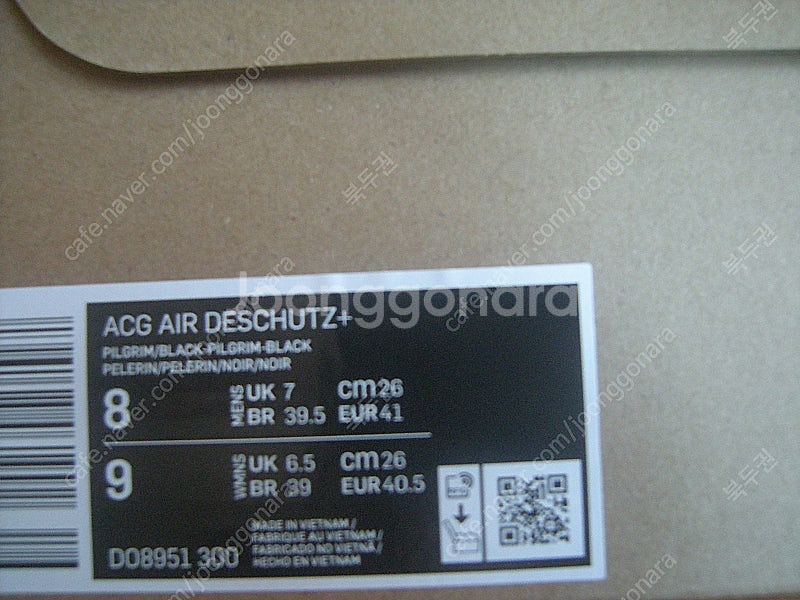 ACG AIR DESCHUTZ+
PILGRIM/BLACK-PILGRIM-BLACK
PELERIN/PELERIN/NOIR/NOIR
8 MENS UK 7 cm 26
BR 39.5 EUR 41
9 WMNS UK 6.5 cm 26
BR 39 EUR 40.5
MADE IN VIETNAM /
FABRIQUE AU VIETNAM /
FABRICADO NO VIETNÃ /
HECHO EN VIETNAM
DO8951 300
Joonggonara
cafe.naver.com/joonggonara
북두권